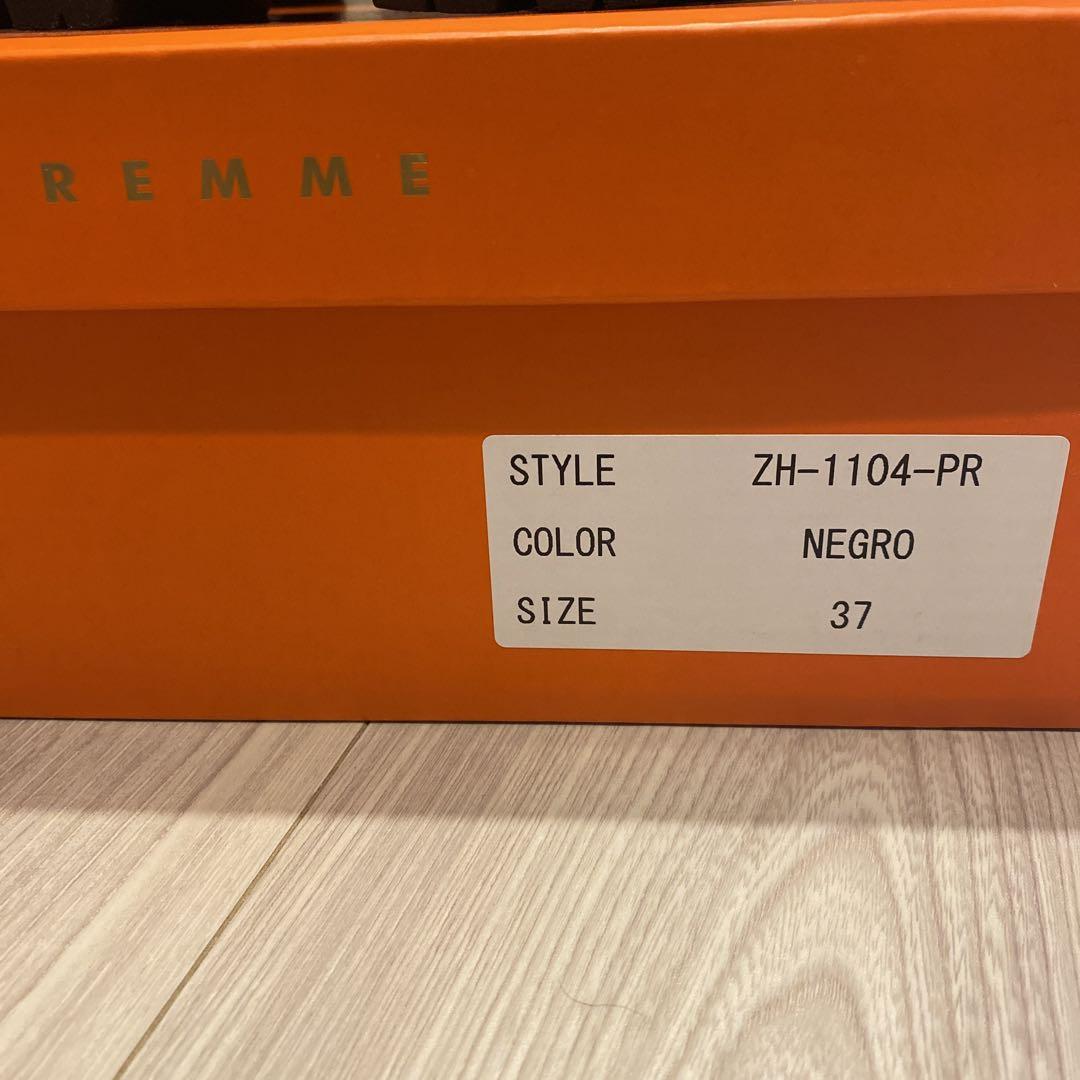 REMME
STYLE ZH-1104-PR
COLOR NEGRO
SIZE 37